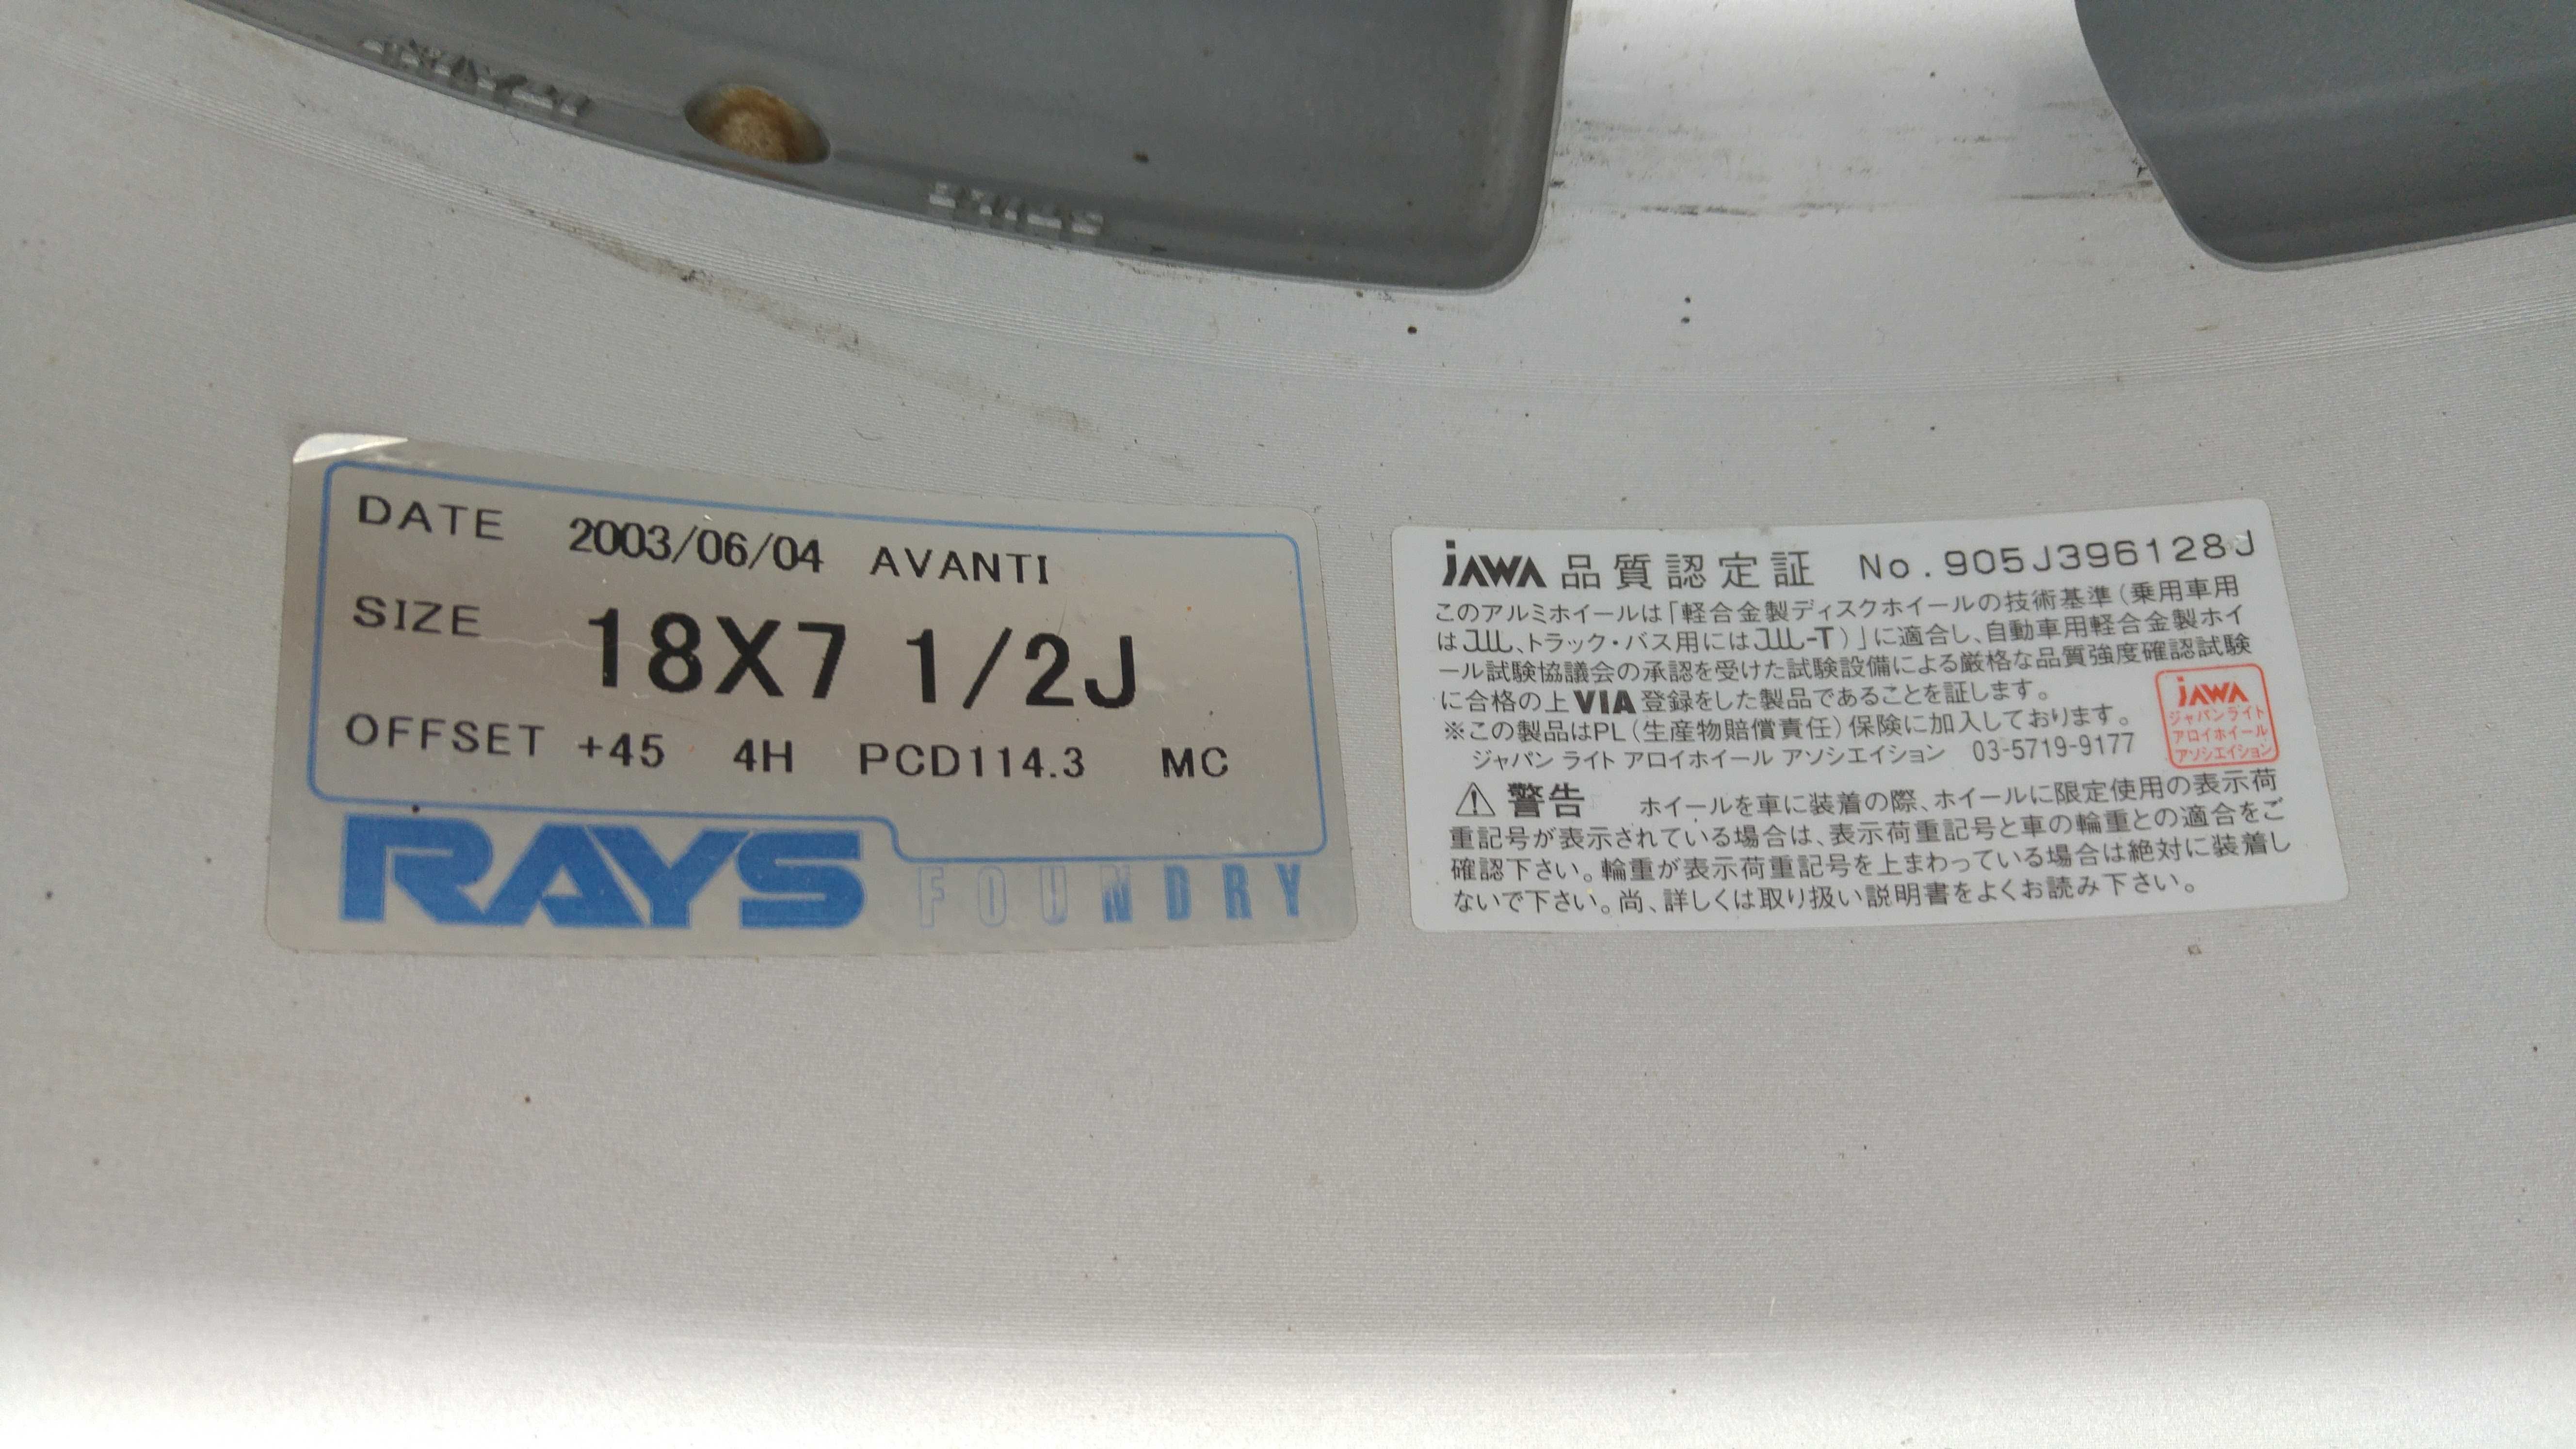 DATE 2003/06/04 AVANTI
SIZE 18X7 1/2J
OFFSET +45 4H PCD114.3 MC
RAYS FOUNDRY
JAWA 品質認定証 No.905J396128J
このアルミホイールは「軽合金製ディスクホイールの技術基準(乗用車用
はJWL、トラック・バス用にはJWL-T)」に適合し、自動車用軽合金製ホイ
ール試験協議会の承認を受けた試験設備による厳格な品質強度確認試験
に合格の上VIA登録をした製品であることを証します。
※この製品はPL(生産物賠償責任)保険に加入しております。
ジャパン ライト アロイホイール アソシエイション 03-5719-9177
JAWA
ジャパンライト
アロイホイール
アソシエイション
⚠ 警告 ホイールを車に装着の際、ホイールに限定使用の表示荷
重記号が表示されている場合は、表示荷重記号と車の輪重との適合をご
確認下さい。輪重が表示荷重記号を上まわっている場合は絶対に装着し
ないで下さい。尚、詳しくは取り扱い説明書をよくお読み下さい。